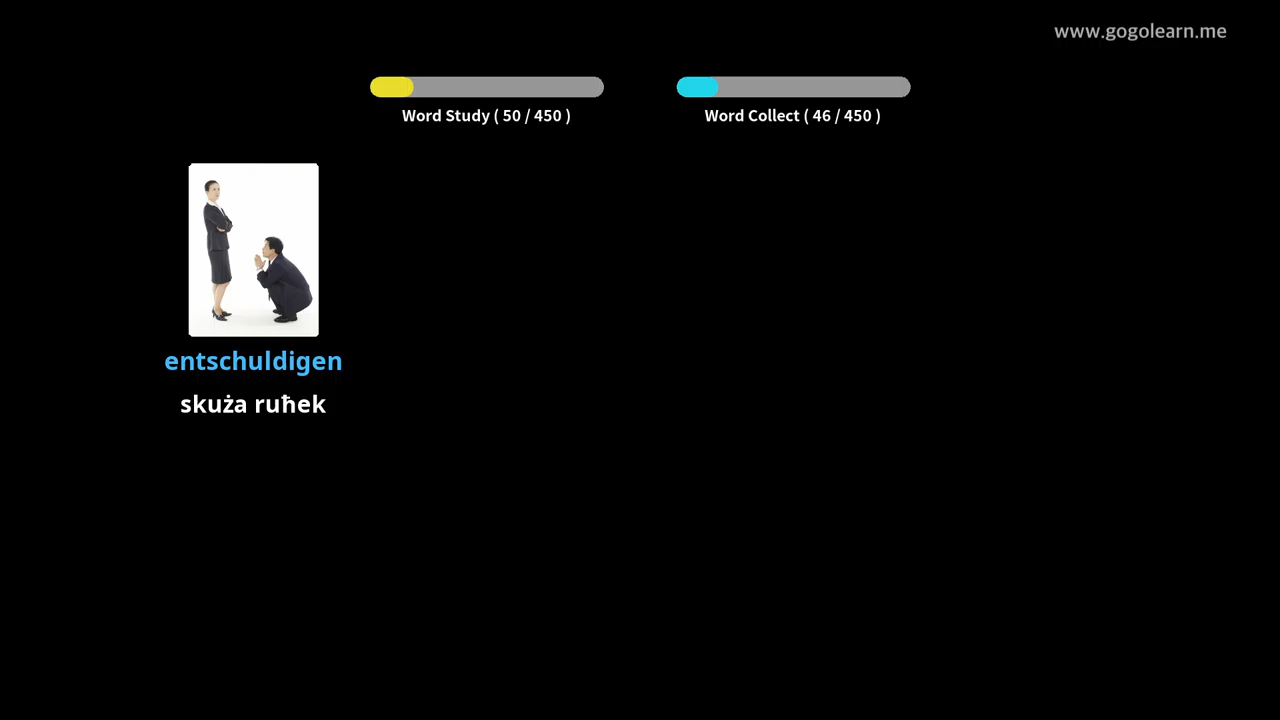 www.gogolearn.me
Word Study ( 50 / 450 )
Word Collect ( 46 / 450 )
entschuldigen
skuża ruħek